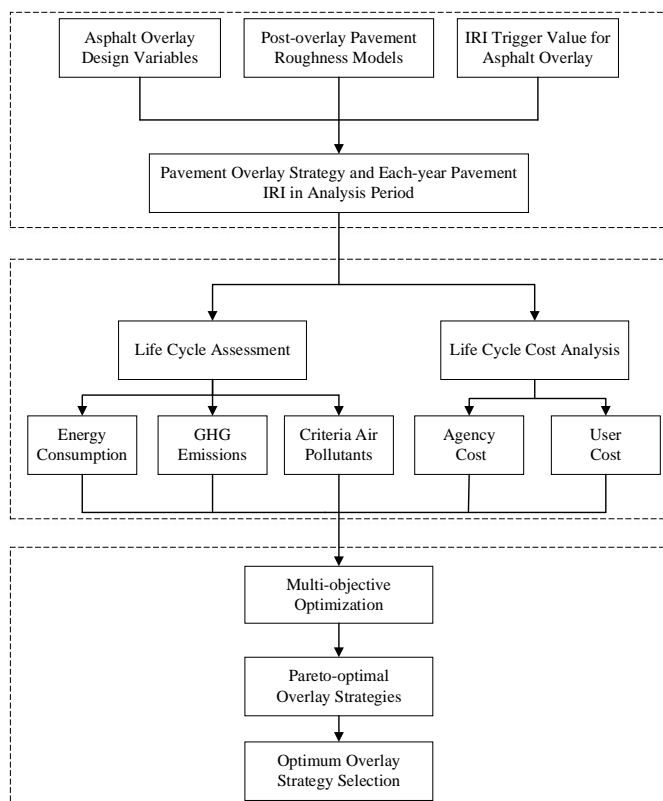 Asphalt Overlay
Design Variables
Post-overlay Pavement
Roughness Models
IRI Trigger Value for
Asphalt Overlay
Pavement Overlay Strategy and Each-year Pavement
IRI in Analysis Period
Life Cycle Assessment
Life Cycle Cost Analysis
Energy
Consumption
GHG
Emissions
Criteria Air
Pollutants
Agency
Cost
User
Cost
Multi-objective
Optimization
Pareto-optimal
Overlay Strategies
Optimum Overlay
Strategy Selection